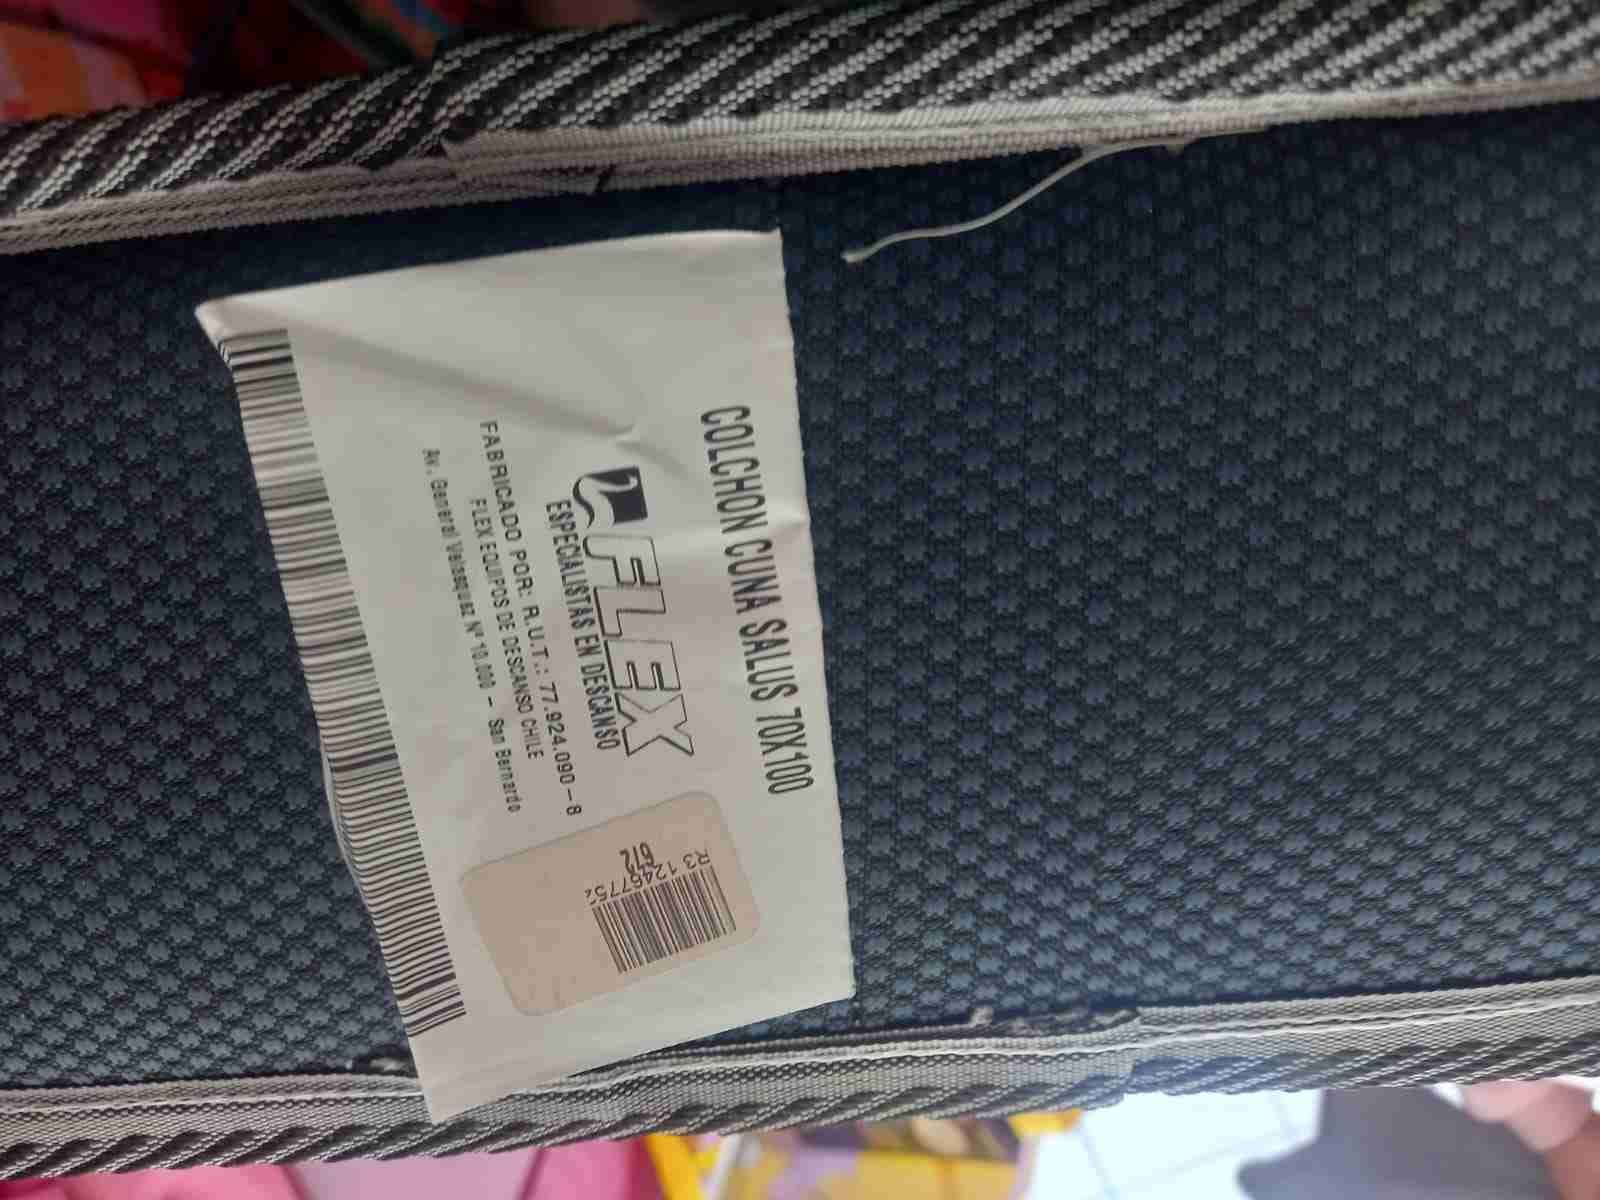 COLCHON CUNA SALUS 70X100
FLEX
ESPECIALISTAS EN DESCANSO
FABRICADO POR: R.U.T.: 77.924.090-8
FLEX EQUIPOS DE DESCANSO CHILE
Av. General Velasquez N° 10.000 - San Bernardo
R3 12467752
672